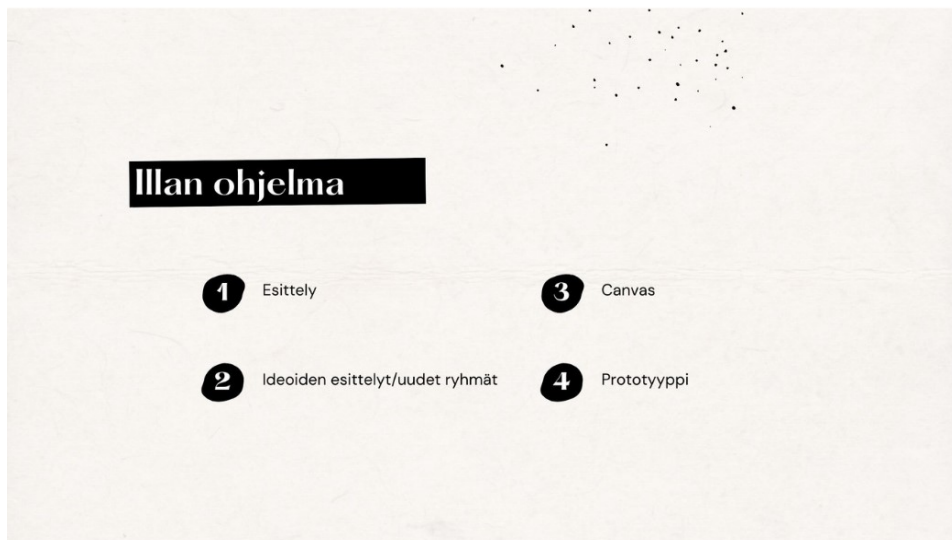 Illan ohjelma
1 Esittely
2 Ideoiden esittelyt/uudet ryhmät
3 Canvas
4 Prototyyppi